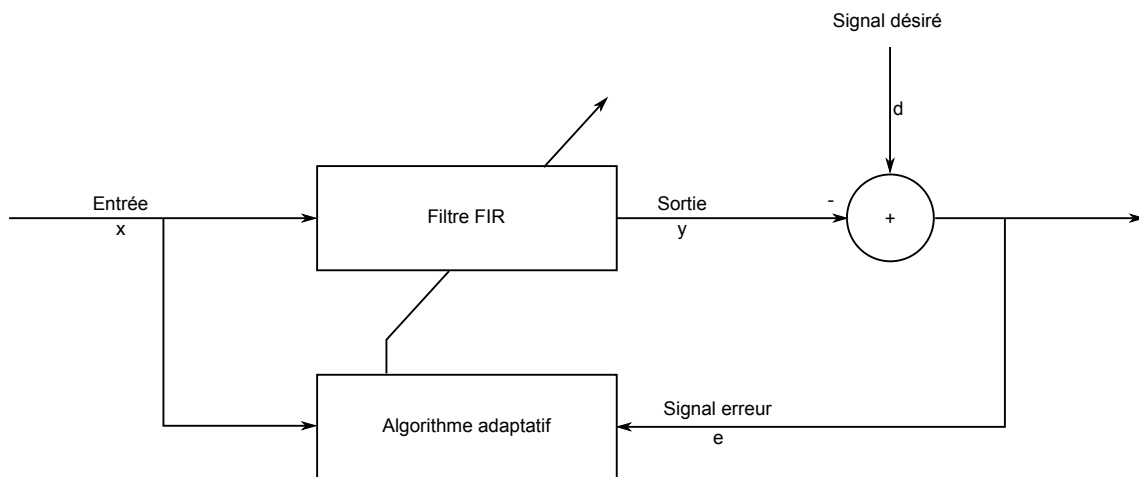 Signal désiré
d
Entrée
x
Filtre FIR
Sortie
y
-
+
Algorithme adaptatif
Signal erreur
e